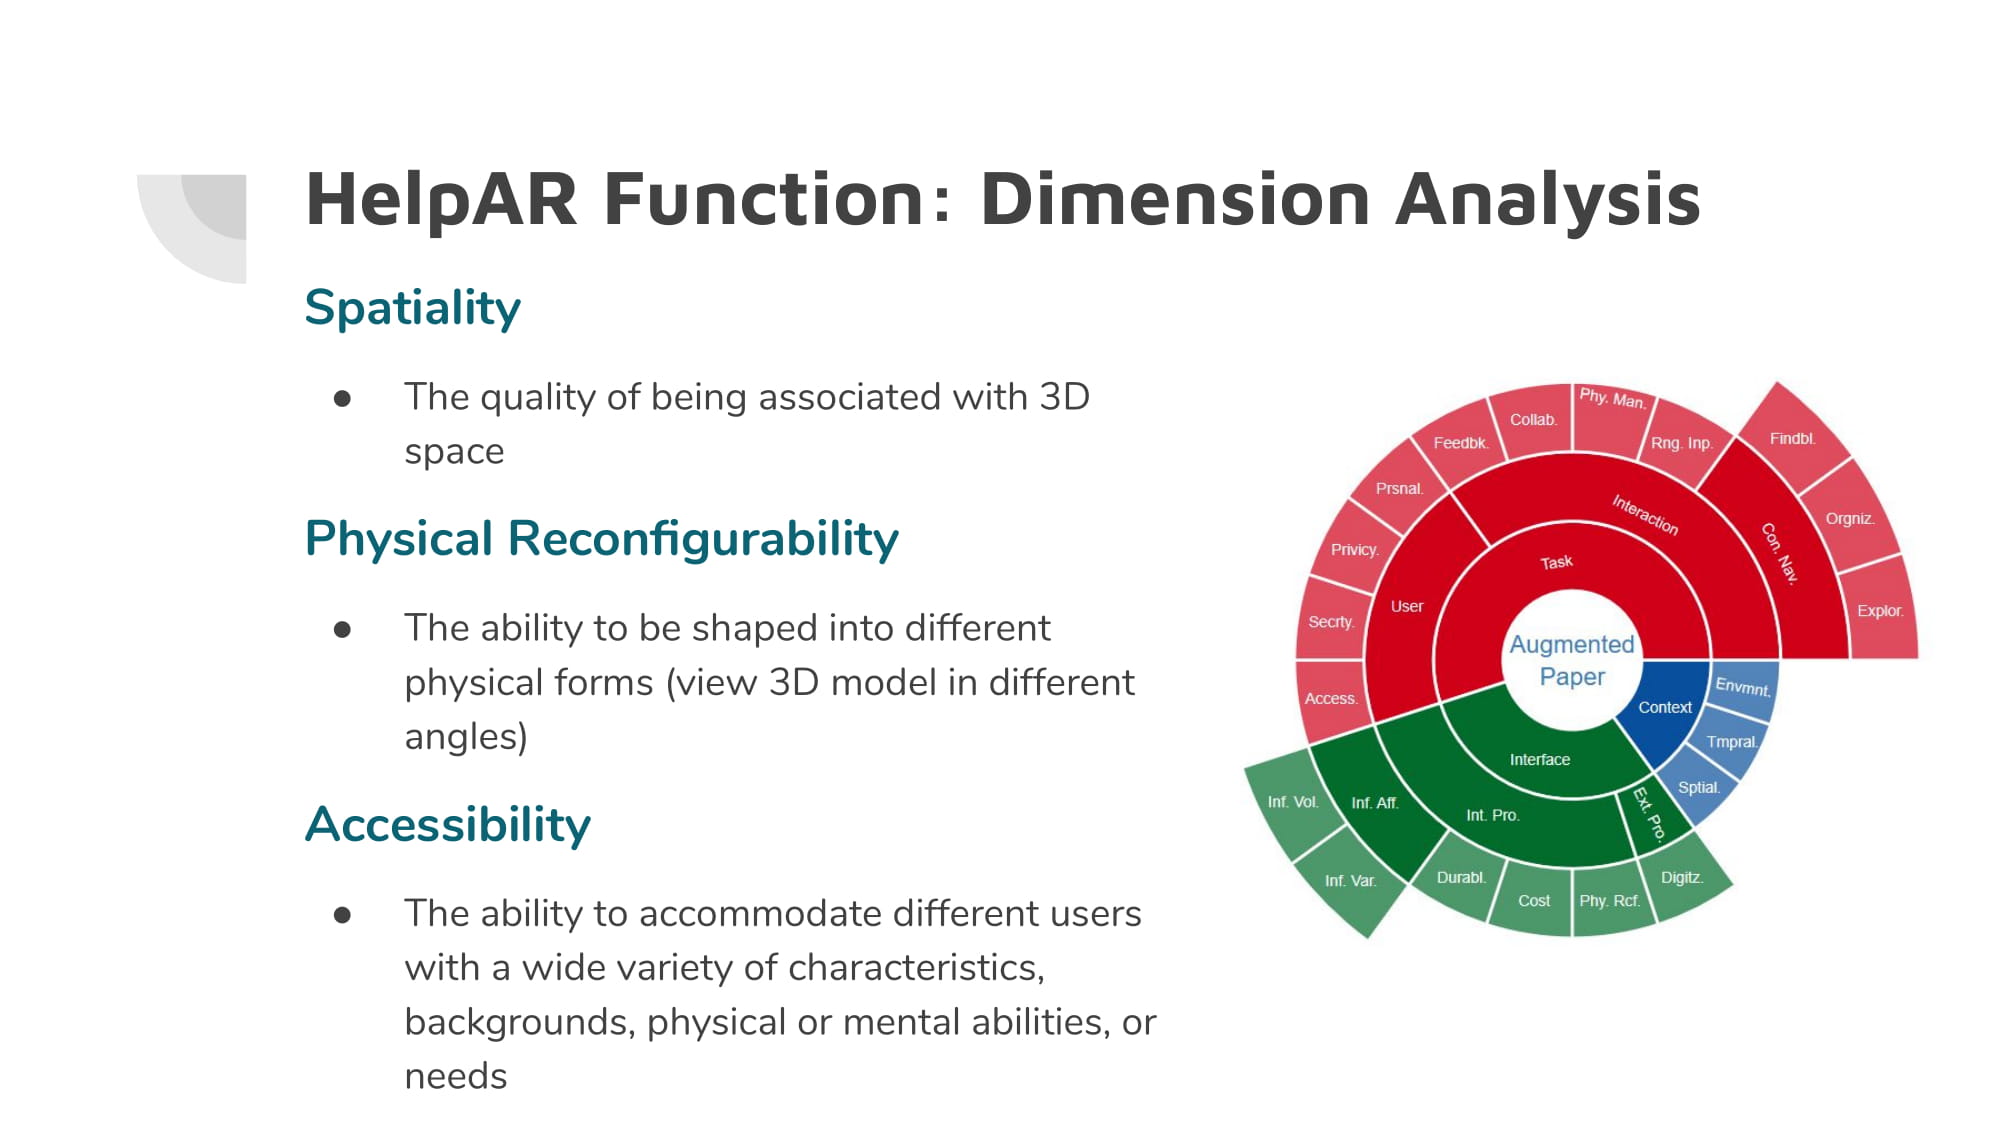 HelpAR Function: Dimension Analysis
Spatiality
● The quality of being associated with 3D
space
Physical Reconfigurability
● The ability to be shaped into different
physical forms (view 3D model in different
angles)
Accessibility
● The ability to accommodate different users
with a wide variety of characteristics,
backgrounds, physical or mental abilities, or
needs
Phy. Man.
Collab.
Feedbk.
Rng. Inp.
Findbl.
Prsnal.
Interaction
Orgniz.
Privicy.
Task
Con. Nav.
User
Explor.
Secrty.
Augmented
Paper
Access.
Context
Envmnt.
Tmpral.
Interface
Sptial.
Inf. Vol.
Inf. Aff.
Int. Pro.
Ext. Pro.
Inf. Var.
Durabl.
Cost
Phy. Rcf.
Digitz.